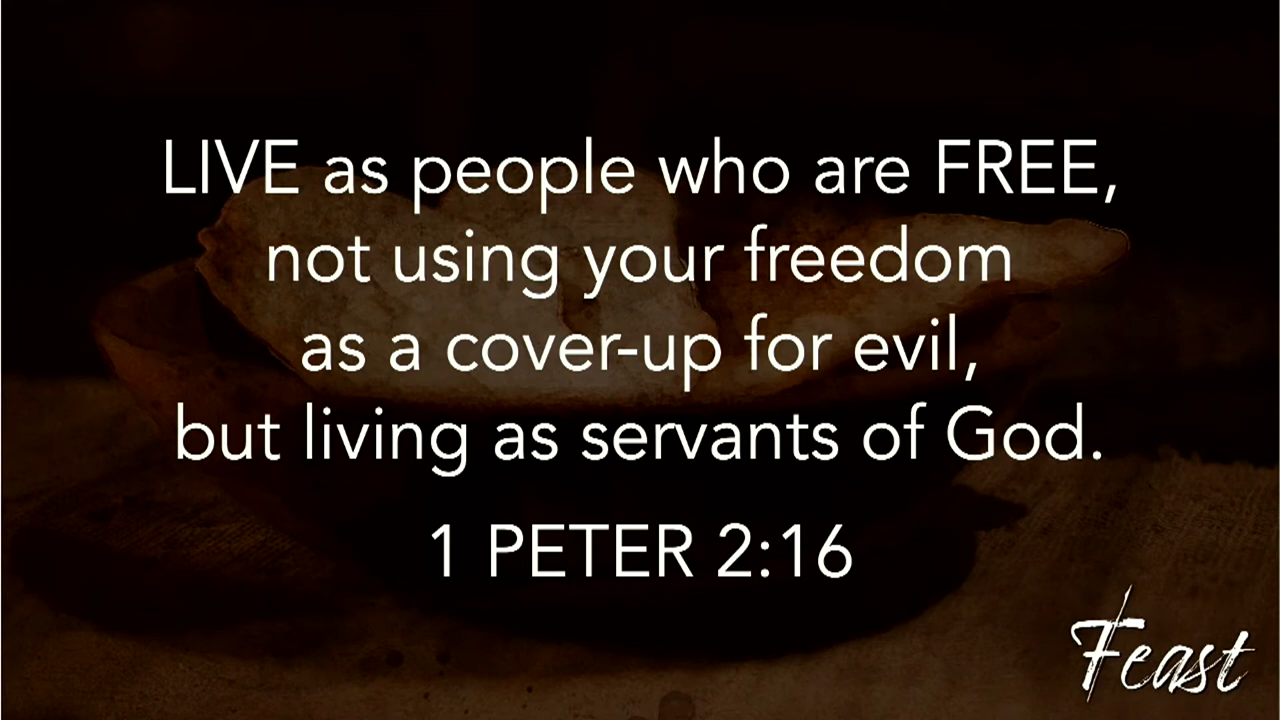 LIVE as people who are FREE,
not using your freedom
as a cover-up for evil,
but living as servants of God.
1 PETER 2:16
Feast